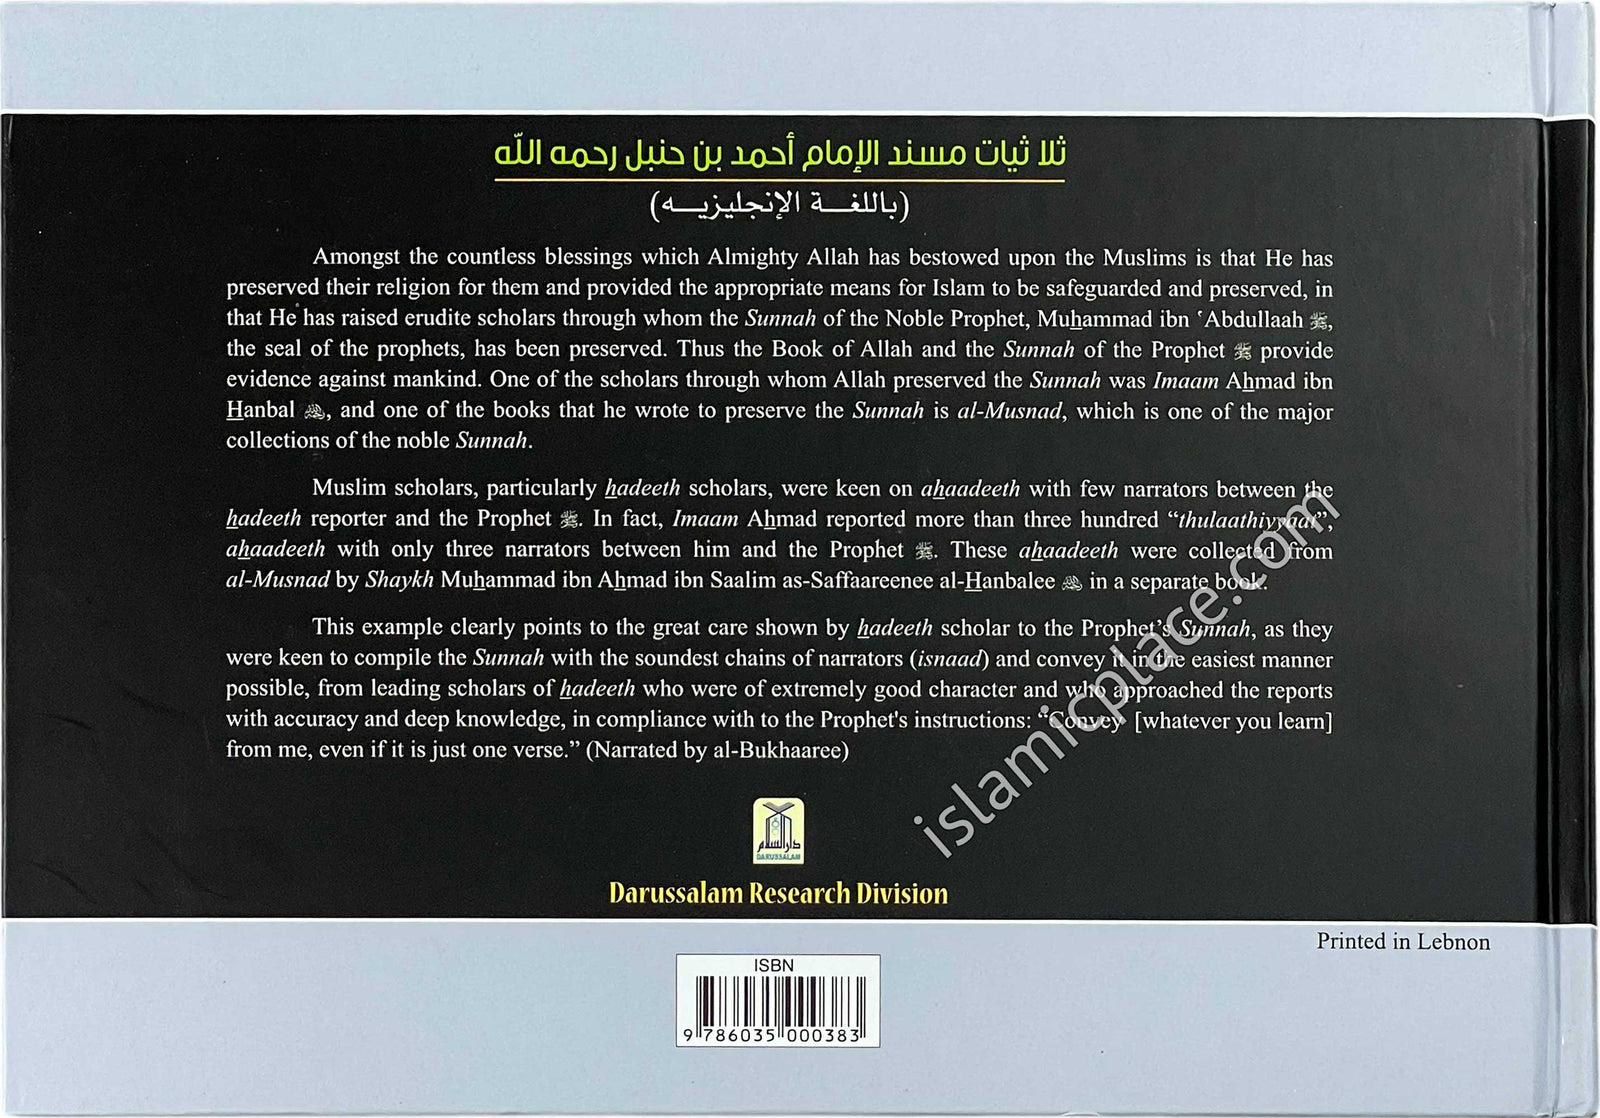 ثلا ثيات مسند الإمام أحمد بن حنبل رحمه الله
(باللغـــة الإنجليزيـــه)
Amongst the countless blessings which Almighty Allah has bestowed upon the Muslims is that He has
preserved their religion for them and provided the appropriate means for Islam to be safeguarded and preserved, in
that He has raised erudite scholars through whom the Sunnah of the Noble Prophet, Muhammad ibn ‘Abdullaah ﷺ,
the seal of the prophets, has been preserved. Thus the Book of Allah and the Sunnah of the Prophet ﷺ provide
evidence against mankind. One of the scholars through whom Allah preserved the Sunnah was Imaam Ahmad ibn
Hanbal , and one of the books that he wrote to preserve the Sunnah is al-Musnad, which is one of the major
collections of the noble Sunnah.
Muslim scholars, particularly hadeeth scholars, were keen on ahaadeeth with few narrators between the
hadeeth reporter and the Prophet ﷺ. In fact, Imaam Ahmad reported more than three hundred “thulaathiyyaat”,
ahaadeeth with only three narrators between him and the Prophet ﷺ. These ahaadeeth were collected from
al-Musnad by Shaykh Muhammad ibn Ahmad ibn Saalim as-Saffaareenee al-Hanbalee in a separate book.
This example clearly points to the great care shown by hadeeth scholar to the Prophet’s Sunnah, as they
were keen to compile the Sunnah with the soundest chains of narrators (isnaad) and convey it in the easiest manner
possible, from leading scholars of hadeeth who were of extremely good character and who approached the reports
with accuracy and deep knowledge, in compliance with to the Prophet's instructions: “Convey [whatever you learn]
from me, even if it is just one verse.” (Narrated by al-Bukhaaree)
islamicplace.com
دارالسلام
DARUSSALAM
Darussalam Research Division
Printed in Lebnon
ISBN
9 786035 000383